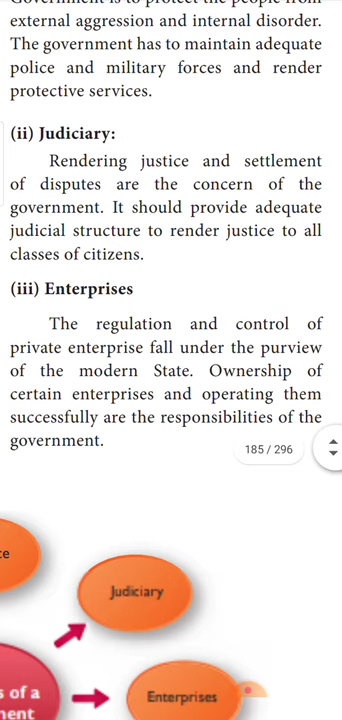 external aggression and internal disorder.
The government has to maintain adequate
police and military forces and render
protective services.
(ii) Judiciary:
Rendering justice and settlement
of disputes are the concern of the
government. It should provide adequate
judicial structure to render justice to all
classes of citizens.
(iii) Enterprises
The regulation and control of
private enterprise fall under the purview
of the modern State. Ownership of
certain enterprises and operating them
successfully are the responsibilities of the
government.
185 / 296
Judiciary
of a
Enterprises